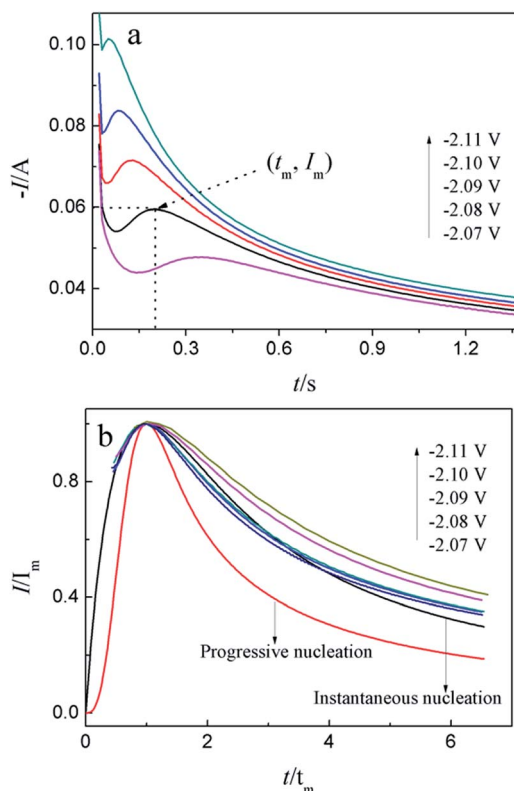 a
0.10
0.08
0.06
0.04
-I/A
(tm, Im)
-2.11 V
-2.10 V
-2.09 V
-2.08 V
-2.07 V
0.0 0.3 0.6 0.9 1.2
t/s
b
0.8
0.4
0.0
I/Im
-2.11 V
-2.10 V
-2.09 V
-2.08 V
-2.07 V
Progressive nucleation
Instantaneous nucleation
0 2 4 6
t/tm